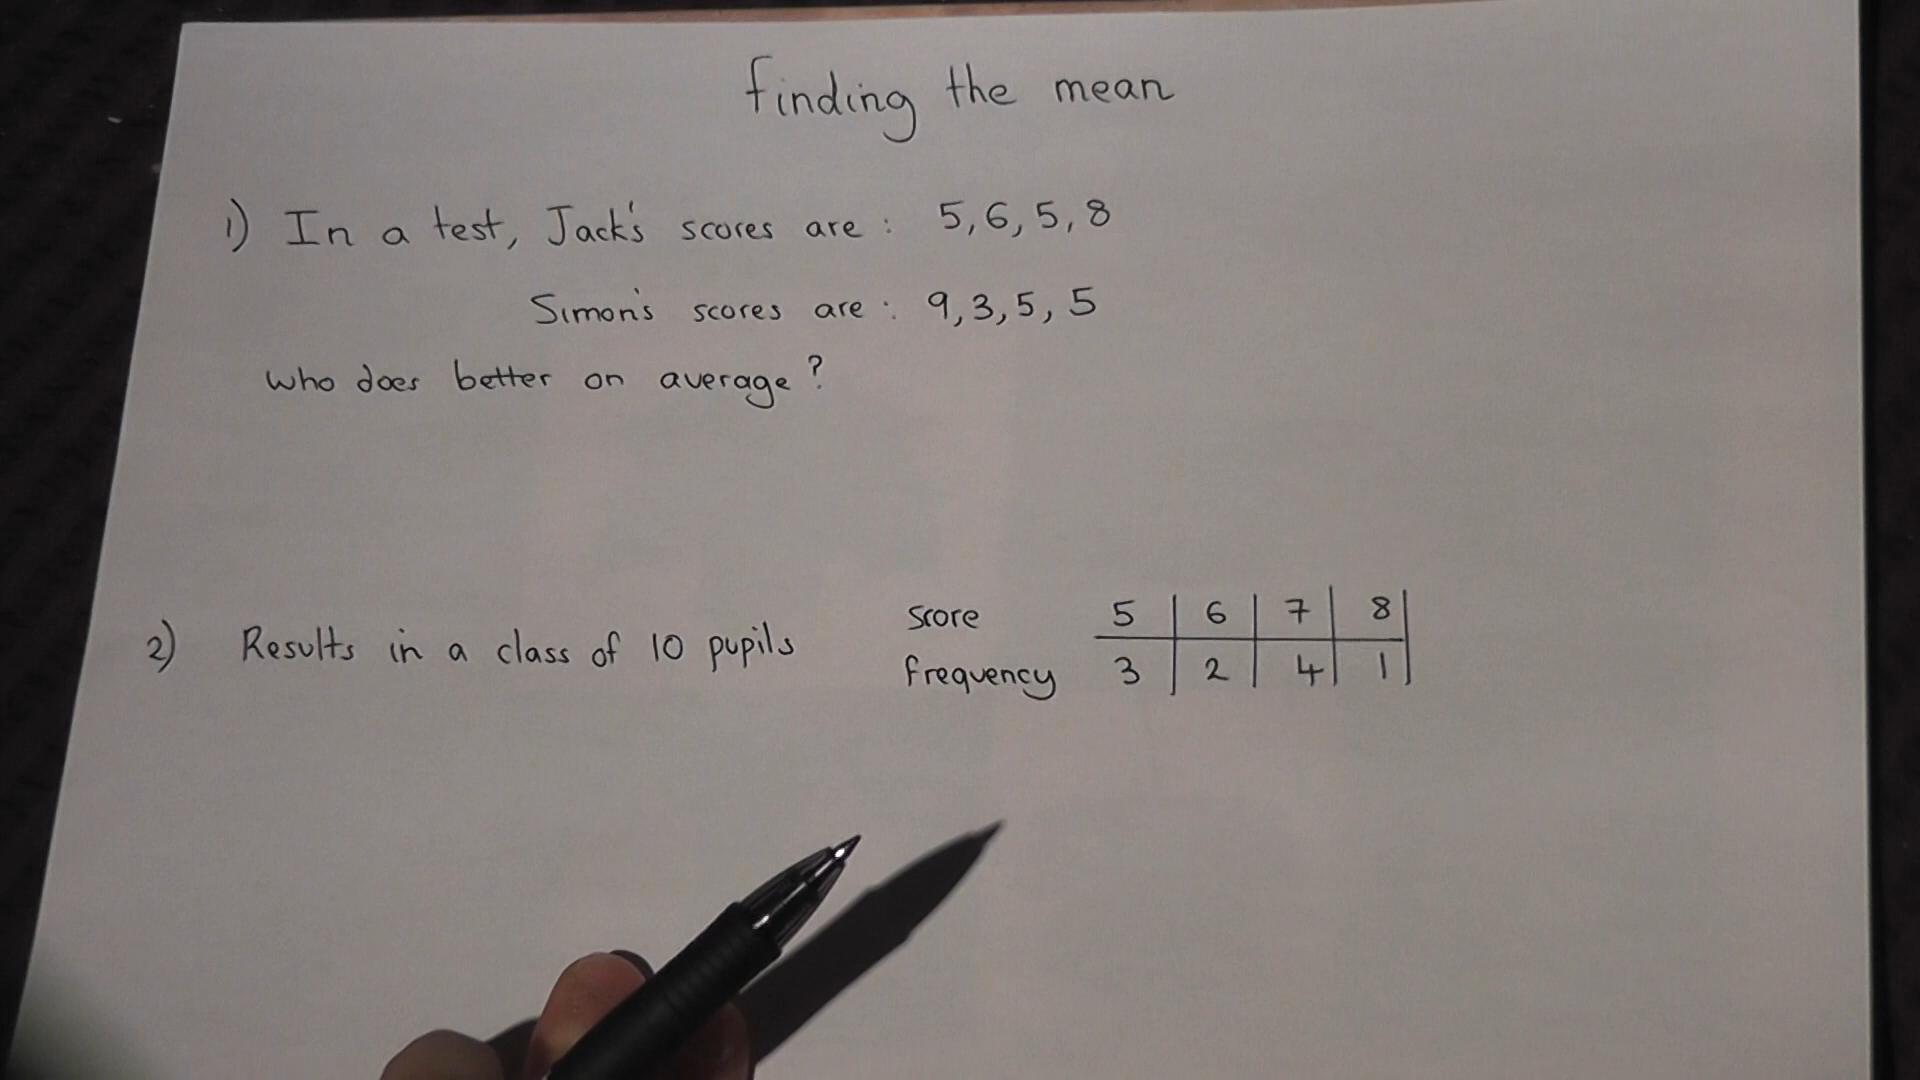 finding the mean
1) In a test, Jack's scores are : 5, 6, 5, 8
Simon's scores are : 9, 3, 5, 5
who does better on average ?
2) Results in a class of 10 pupils
score 5 6 7 8
frequency 3 2 4 1